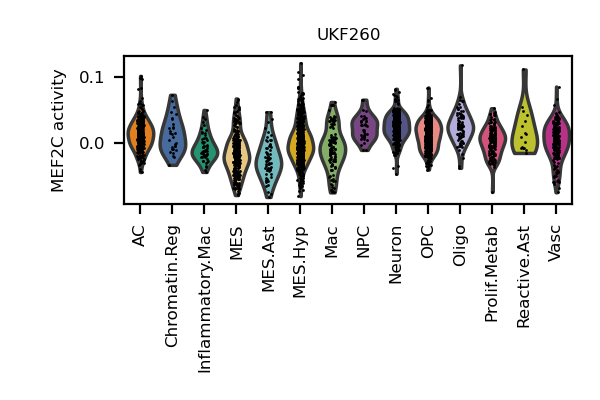 UKF260
MEF2C activity
0.1
0.0
AC
Chromatin.Reg
Inflammatory.Mac
MES
MES.Ast
MES.Hyp
Mac
NPC
Neuron
OPC
Oligo
Prolif.Metab
Reactive.Ast
Vasc